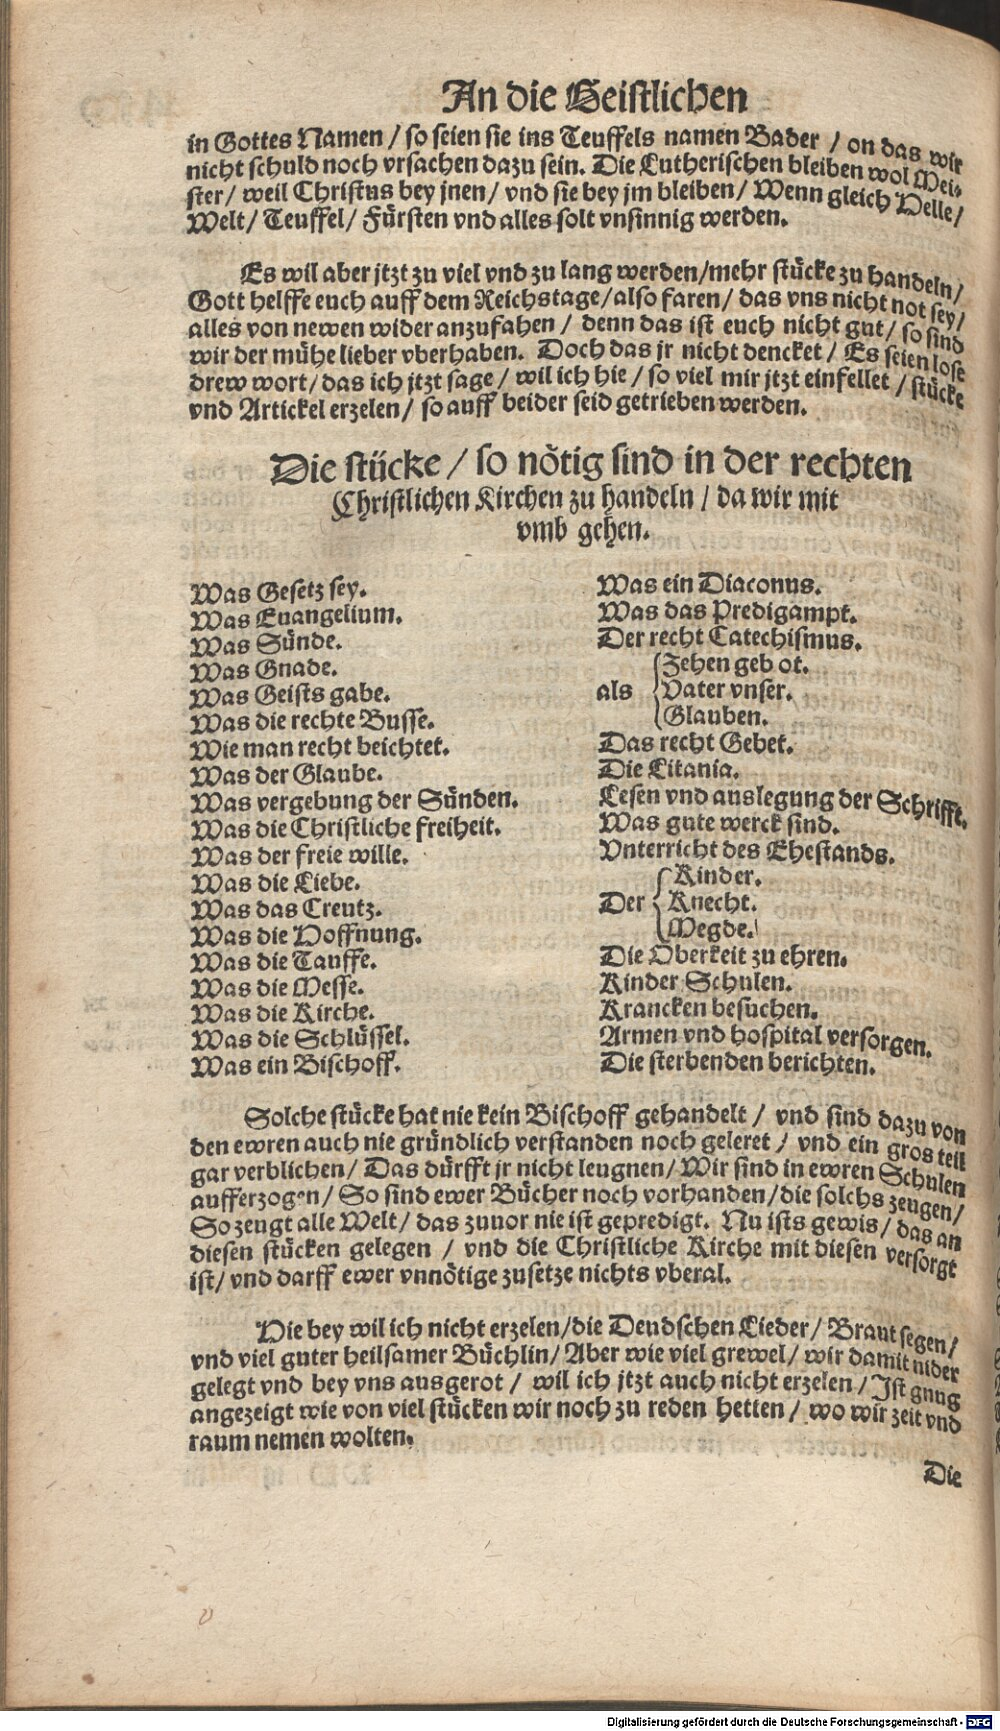 An die Geistlichen
in Gottes Namen / so seien sie ins Teuffels namen Bader / on das wir
nicht schuld noch vrsachen dazu sein. Die Lutherischen bleiben wol Mei-
ster / weil Christus bey jnen / vnd sie bey jm bleiben / Wenn gleich Helle /
Welt / Teuffel / Fürsten vnd alles solt vnsinnig werden.
Es wil aber jtzt zu viel vnd zu lang werden / mehr stücke zu handeln /
Gott helffe euch auff dem Reichstage / also faren / das vns nicht not sey /
alles von newen wider anzufahen / denn das ist euch nicht gut / so sind
wir der mühe lieber vberhaben. Doch das jr nicht dencket / Es seien lose
drew wort / das ich jtzt sage / wil ich hie / so viel mir jtzt einfellet / stücke
vnd Artickel erzelen / so auff beider seid getrieben werden.
Die stücke / so nötig sind in der rechten
Christlichen Kirchen zu handeln / da wir mit
vmb gehen.
Was Gesetz sey.
Was Euangelium.
Was Sünde.
Was Gnade.
Was Geists gabe.
Was die rechte Busse.
Wie man recht beichtet.
Was der Glaube.
Was vergebung der Sünden.
Was die Christliche freiheit.
Was der freie wille.
Was die Liebe.
Was das Creutz.
Was die Hoffnung.
Was die Tauffe.
Was die Messe.
Was die Kirche.
Was die Schlüssel.
Was ein Bischoff.
Was ein Diaconus.
Was das Predigampt.
Der recht Catechismus.
als { Zehen gebot.
Vater vnser.
Glauben.
Das recht Gebet.
Die Litania.
Lesen vnd auslegung der Schrifft.
Was gute werck sind.
Vnterricht des Ehestands.
Der { Kinder.
Knecht.
Megde.
Die Oberkeit zu ehren.
Kinder Schulen.
Krancken besuchen.
Armen vnd hospital versorgen.
Die sterbenden berichten.
Solche stücke hat nie kein Bischoff gehandelt / vnd sind dazu von
den ewren auch nie gründlich verstanden noch geleret / vnd ein gros teil
gar verblichen / Das dürfft jr nicht leugnen / Wir sind in ewren Schulen
aufferzogen / So sind ewer Bücher noch vorhanden / die solchs zeugen /
So zeugt alle Welt / das zuuor nie ist gepredigt. Nu ists gewis / das an
diesen stücken gelegen / vnd die Christliche Kirche mit diesen versorgt
ist / vnd darff ewer vnnötige zusetze nichts vberal.
Hie bey wil ich nicht erzelen / die Deudschen Lieder / Braut segen /
vnd viel guter heilsamer Büchlin / Aber wie viel grewel / wir damit nider
gelegt vnd bey vns ausgerot / wil ich jtzt auch nicht erzelen / Ist gnug
angezeigt wie von viel stücken wir noch zu reden hetten / wo wir zeit vnd
raum nemen wolten.
Die
Digitalisierung gefördert durch die Deutsche Forschungsgemeinschaft - DFG